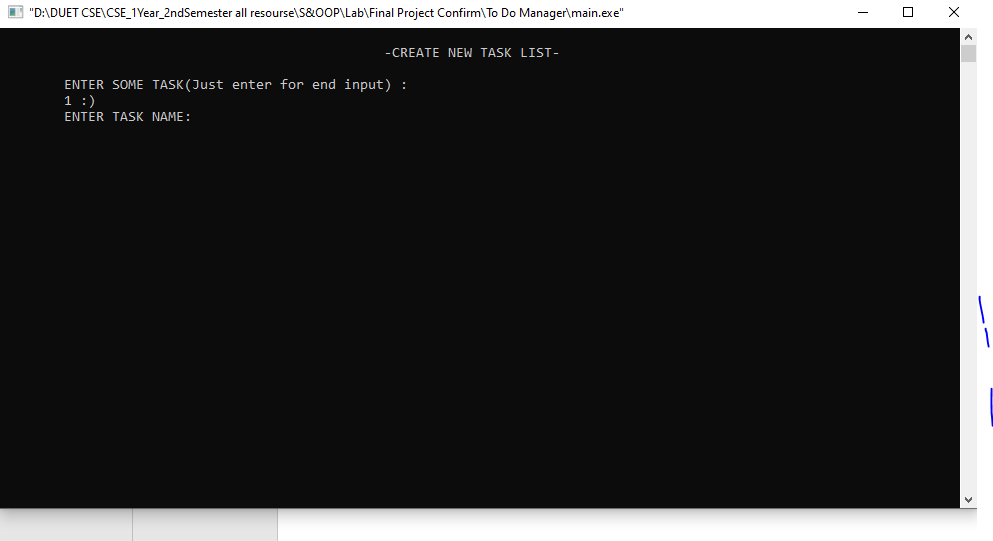 "D:\DUET CSE\CSE_1Year_2ndSemester all resourse\S&OOP\Lab\Final Project Confirm\To Do Manager\main.exe"
-CREATE NEW TASK LIST-
ENTER SOME TASK(Just enter for end input) :
1 :)
ENTER TASK NAME: